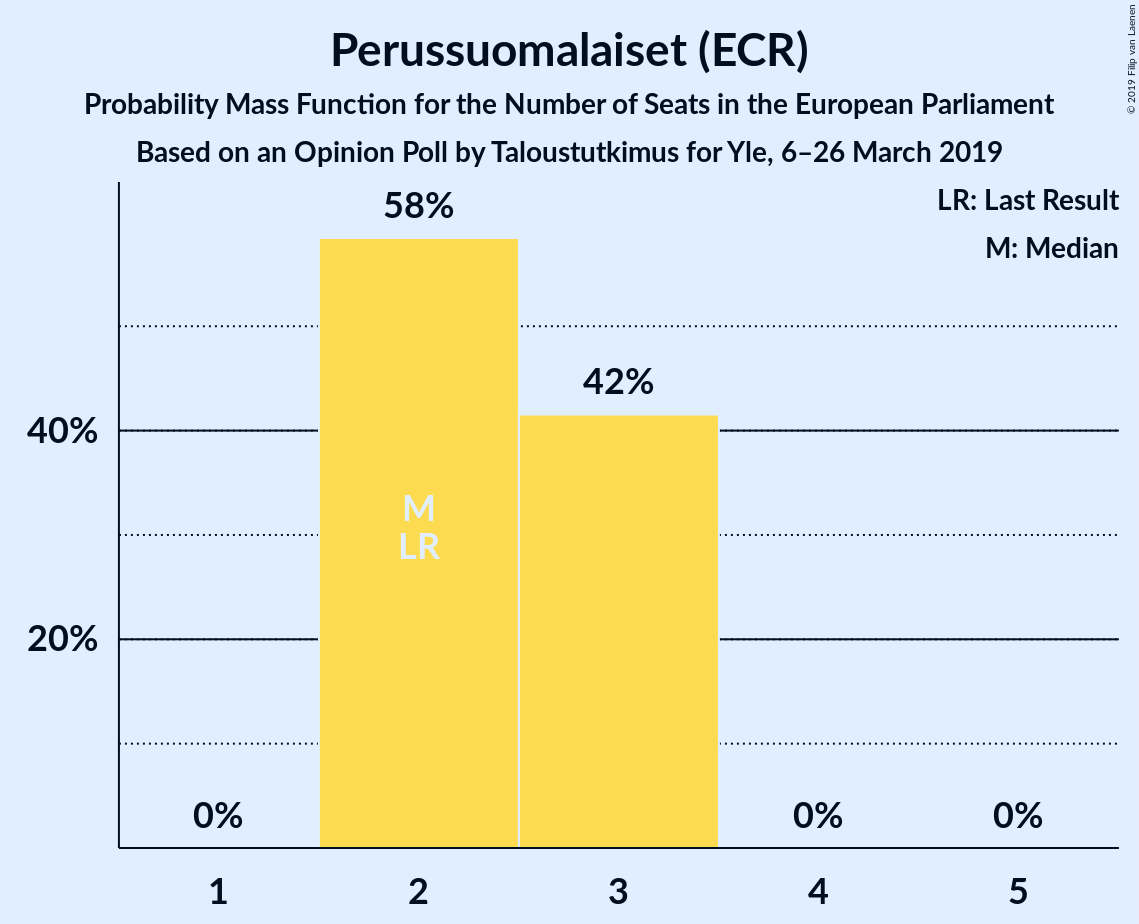 Perussuomalaiset (ECR)
Probability Mass Function for the Number of Seats in the European Parliament
Based on an Opinion Poll by Taloustutkimus for Yle, 6–26 March 2019
© 2019 Filip van Laenen
LR: Last Result
M: Median
58%
42%
40%
M
LR
20%
0%
0%
0%
1
2
3
4
5